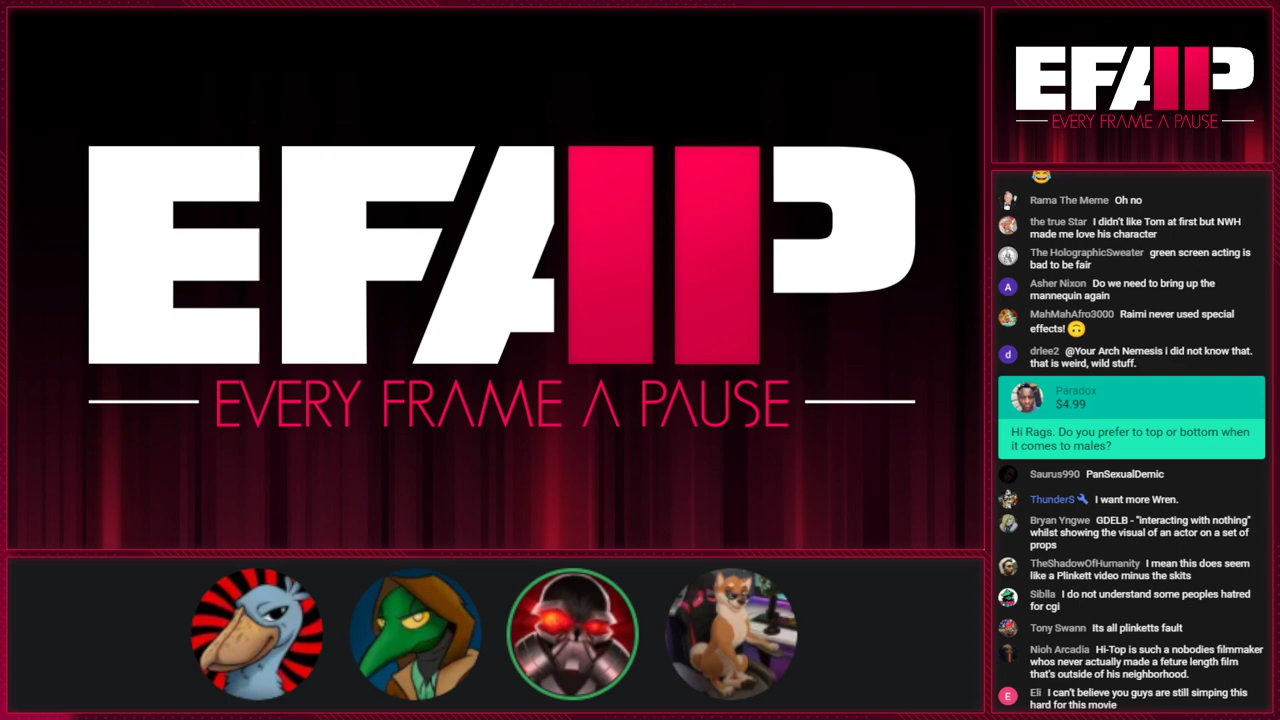 EFAP
EVERY FRAME A PAUSE
EFAP
EVERY FRAME A PAUSE
Rama The Meme Oh no
the true Star I didn't like Tom at first but NWH
made me love his character
The HolographicSweater green screen acting is
bad to be fair
A
Asher Nixon Do we need to bring up the
mannequin again
MahMahAfro3000 Raimi never used special
effects! 🙃
d
drlee2 @Your Arch Nemesis i did not know that.
that is weird, wild stuff.
Paradox
$4.99
Hi Rags. Do you prefer to top or bottom when
it comes to males?
Saurus990 PanSexualDemic
ThunderS I want more Wren.
Bryan Yngwe GDELB - "interacting with nothing"
whilst showing the visual of an actor on a set of
props
TheShadowOfHumanity I mean this does seem
like a Plinkett video minus the skits
Siblla I do not understand some peoples hatred
for cgi
Tony Swann Its all plinketts fault
Nioh Arcadia Hi-Top is such a nobodies filmmaker
whos never actually made a feture length film
that's outside of his neighborhood.
E
Eli I can't believe you guys are still simping this
hard for this movie